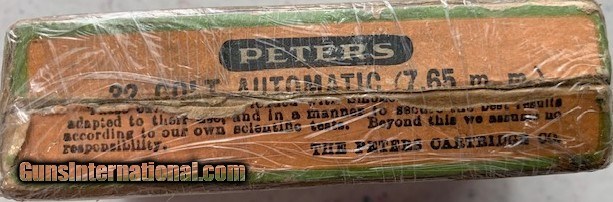 PETERS
32 COLT AUTOMATIC (7.65 m. m.)
with
adapted to their use, and in a manner to secure the best results
according to our own scientific tests. Beyond this we assume no
responsibility.
THE PETERS CARTRIDGE CO.
GunsInternational.com